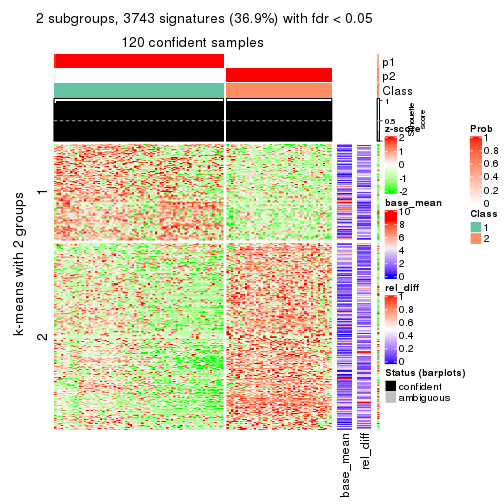 2 subgroups, 3743 signatures (36.9%) with fdr < 0.05
120 confident samples
p1
p2
Class
1
0.5
Silhouette
score
k-means with 2 groups
1
2
base_mean
rel_diff
z-score
2
1
0
-1
-2
base_mean
10
8
6
4
2
0
rel_diff
1
0.8
0.6
0.4
0.2
0
Status (barplots)
confident
ambiguous
Prob
1
0.8
0.6
0.4
0.2
0
Class
1
2